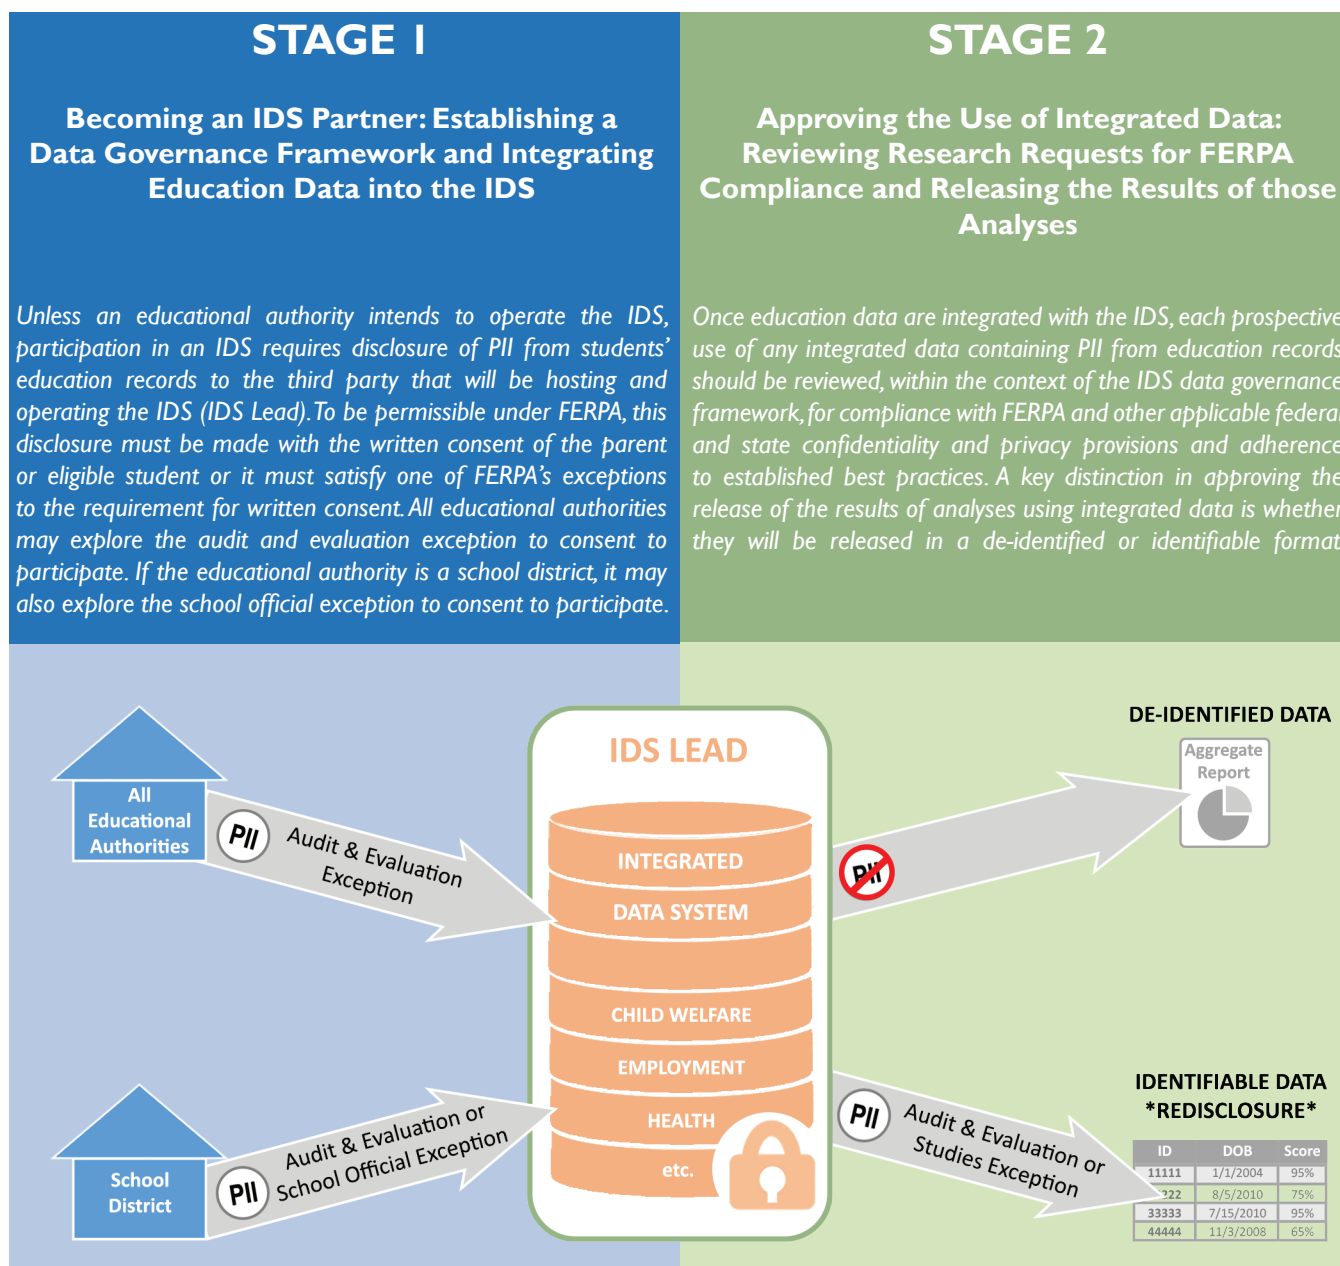 STAGE 1
Becoming an IDS Partner: Establishing a
Data Governance Framework and Integrating
Education Data into the IDS
Unless an educational authority intends to operate the IDS,
participation in an IDS requires disclosure of PII from students'
education records to the third party that will be hosting and
operating the IDS (IDS Lead). To be permissible under FERPA, this
disclosure must be made with the written consent of the parent
or eligible student or it must satisfy one of FERPA's exceptions
to the requirement for written consent. All educational authorities
may explore the audit and evaluation exception to consent to
participate. If the educational authority is a school district, it may
also explore the school official exception to consent to participate.
STAGE 2
Approving the Use of Integrated Data:
Reviewing Research Requests for FERPA
Compliance and Releasing the Results of those
Analyses
Once education data are integrated with the IDS, each prospective
use of any integrated data containing PII from education records
should be reviewed, within the context of the IDS data governance
framework, for compliance with FERPA and other applicable federal
and state confidentiality and privacy provisions and adherence
to established best practices. A key distinction in approving the
release of the results of analyses using integrated data is whether
they will be released in a de-identified or identifiable format
All
Educational
Authorities
PII
Audit & Evaluation
Exception
School
District
PII
Audit & Evaluation or
School Official Exception
IDS LEAD
INTEGRATED
DATA SYSTEM
CHILD WELFARE
EMPLOYMENT
HEALTH
etc.
PII
DE-IDENTIFIED DATA
Aggregate
Report
PII
Audit & Evaluation or
Studies Exception
IDENTIFIABLE DATA
*REDISCLOSURE*
ID DOB Score
11111 1/1/2004 95%
222 8/5/2010 75%
33333 7/15/2010 95%
44444 11/3/2008 65%